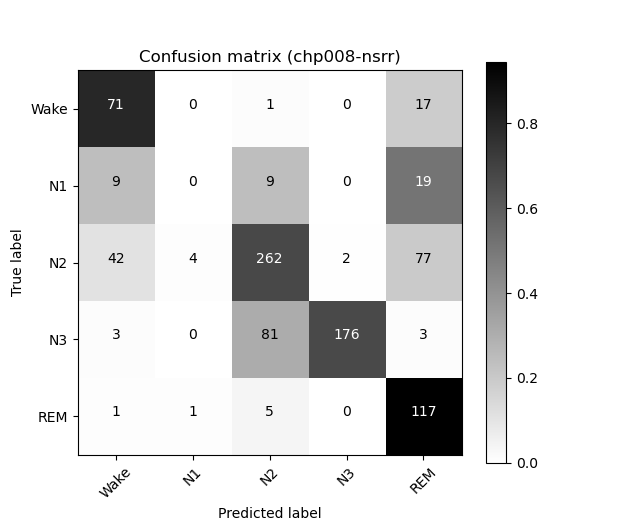 Confusion matrix (chp008-nsrr)
Wake 71 0 1 0 17
N1 9 0 9 0 19
N2 42 4 262 2 77
N3 3 0 81 176 3
REM 1 1 5 0 117
Wake N1 N2 N3 REM
Predicted label
True label
0.8
0.6
0.4
0.2
0.0